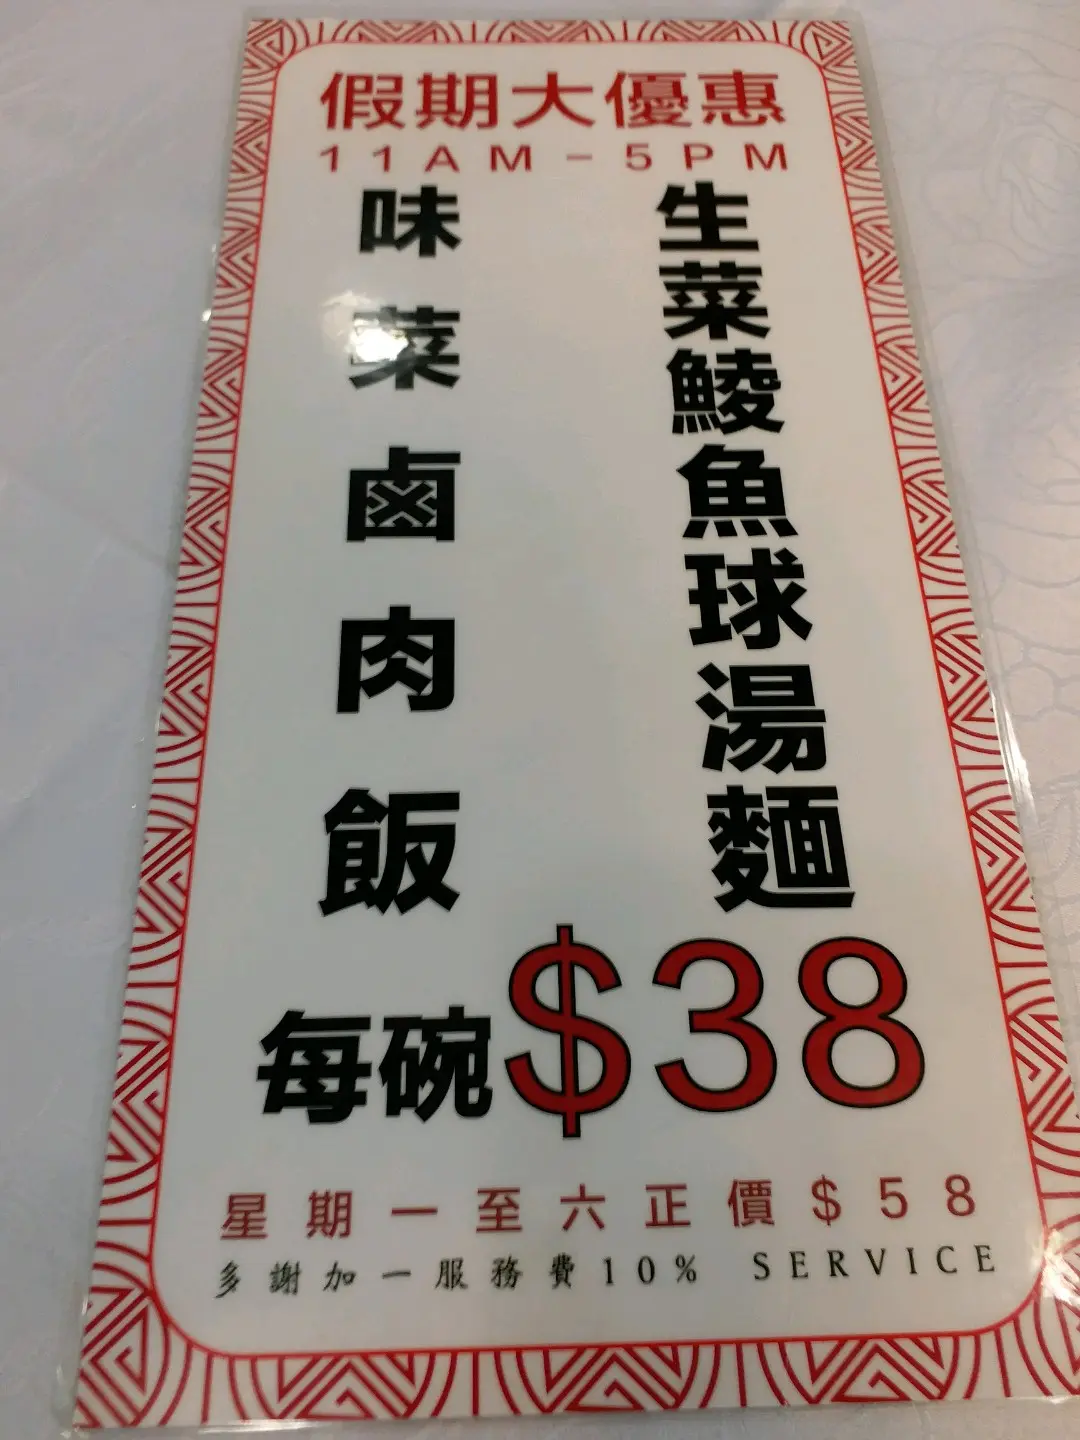 假期大優惠
11AM-5PM
生菜鯪魚球湯麵
味菜鹵肉飯
每碗$38
星期一至六正價$58
多謝加一服務費10% SERVICE